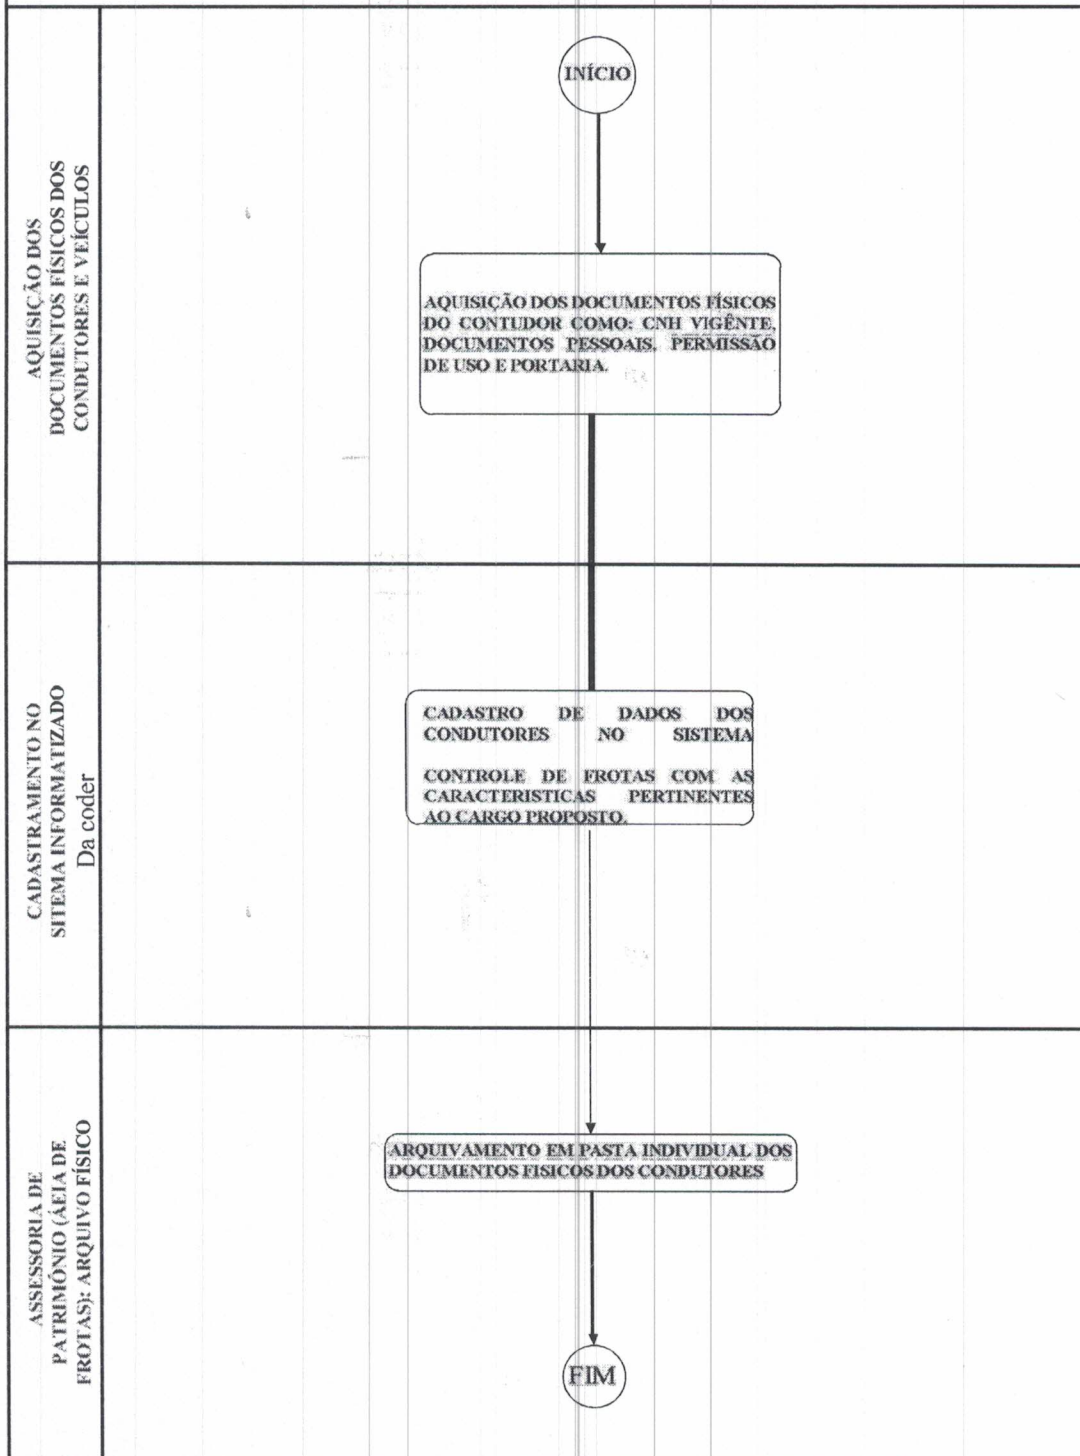 INÍCIO
AQUISIÇÃO DOS
DOCUMENTOS FÍSICOS DOS
CONDUTORES E VEÍCULOS
AQUISIÇÃO DOS DOCUMENTOS FÍSICOS
DO CONTUDOR COMO: CNH VIGÊNTE,
DOCUMENTOS PESSOAIS, PERMISSÃO
DE USO E PORTARIA.
CADASTRAMENTO NO
SITEMA INFORMATIZADO
Da coder
CADASTRO DE DADOS DOS
CONDUTORES NO SISTEMA
CONTROLE DE FROTAS COM AS
CARACTERISTICAS PERTINENTES
AO CARGO PROPOSTO.
ASSESSORIA DE
PATRIMÔNIO (ÁEIA DE
FROTAS): ARQUIVO FÍSICO
ARQUIVAMENTO EM PASTA INDIVIDUAL DOS
DOCUMENTOS FISICOS DOS CONDUTORES
FIM